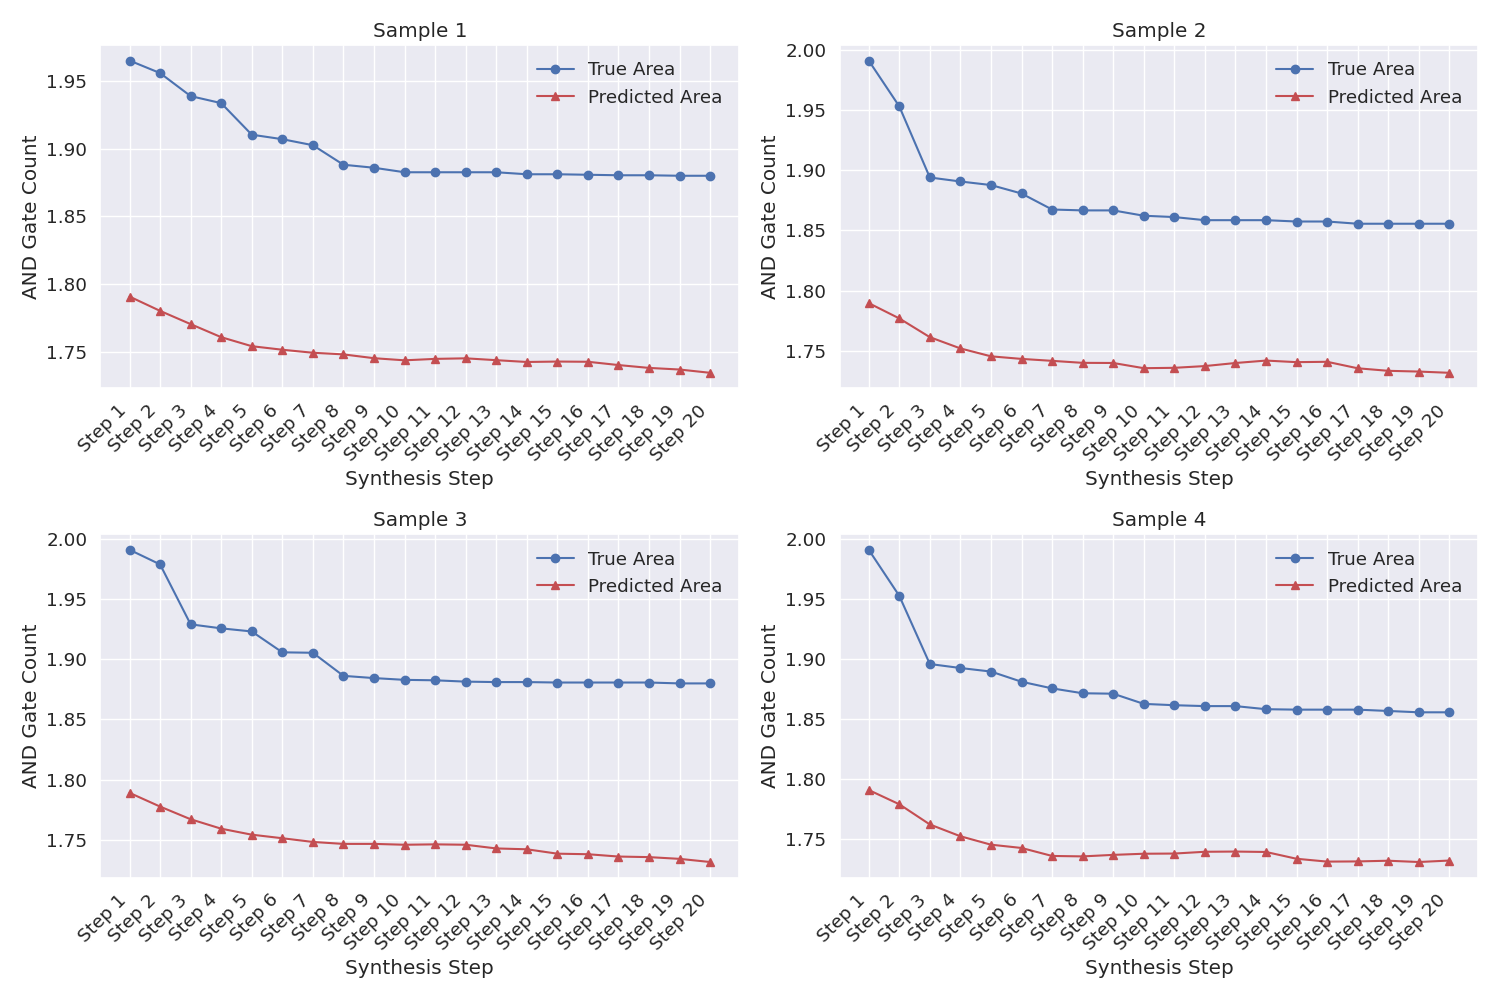 Sample 1
True Area
Predicted Area
1.95
1.90
1.85
1.80
1.75
AND Gate Count
Step 1
Step 2
Step 3
Step 4
Step 5
Step 6
Step 7
Step 8
Step 9
Step 10
Step 11
Step 12
Step 13
Step 14
Step 15
Step 16
Step 17
Step 18
Step 19
Step 20
Synthesis Step
Sample 2
True Area
Predicted Area
2.00
1.95
1.90
1.85
1.80
1.75
AND Gate Count
Step 1
Step 2
Step 3
Step 4
Step 5
Step 6
Step 7
Step 8
Step 9
Step 10
Step 11
Step 12
Step 13
Step 14
Step 15
Step 16
Step 17
Step 18
Step 19
Step 20
Synthesis Step
Sample 3
True Area
Predicted Area
2.00
1.95
1.90
1.85
1.80
1.75
AND Gate Count
Step 1
Step 2
Step 3
Step 4
Step 5
Step 6
Step 7
Step 8
Step 9
Step 10
Step 11
Step 12
Step 13
Step 14
Step 15
Step 16
Step 17
Step 18
Step 19
Step 20
Synthesis Step
Sample 4
True Area
Predicted Area
2.00
1.95
1.90
1.85
1.80
1.75
AND Gate Count
Step 1
Step 2
Step 3
Step 4
Step 5
Step 6
Step 7
Step 8
Step 9
Step 10
Step 11
Step 12
Step 13
Step 14
Step 15
Step 16
Step 17
Step 18
Step 19
Step 20
Synthesis Step